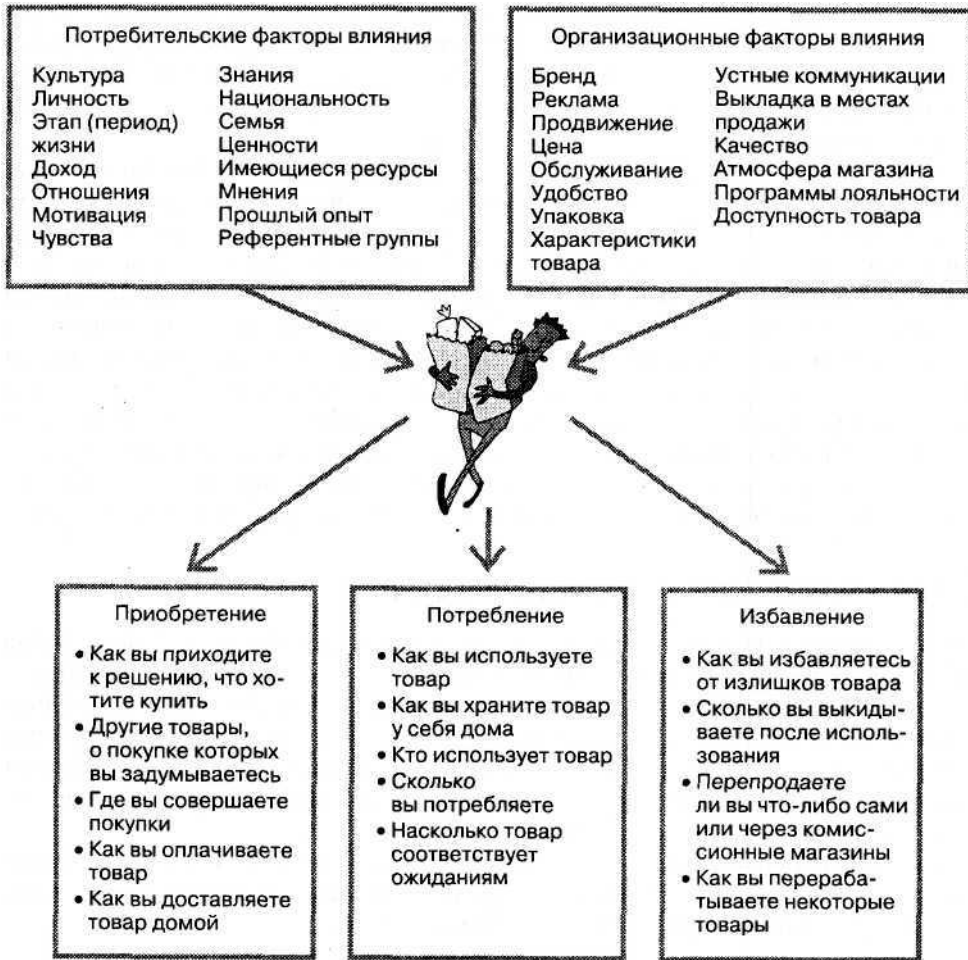 Потребительские факторы влияния
Культура
Личность
Этап (период)
жизни
Доход
Отношения
Мотивация
Чувства
Знания
Национальность
Семья
Ценности
Имеющиеся ресурсы
Мнения
Прошлый опыт
Референтные группы
Организационные факторы влияния
Бренд
Реклама
Продвижение
Цена
Обслуживание
Удобство
Упаковка
Характеристики
товара
Устные коммуникации
Выкладка в местах
продажи
Качество
Атмосфера магазина
Программы лояльности
Доступность товара
Приобретение
• Как вы приходите
к решению, что хо-
тите купить
• Другие товары,
о покупке которых
вы задумываетесь
• Где вы совершаете
покупки
• Как вы оплачиваете
товар
• Как вы доставляете
товар домой
Потребление
• Как вы используете
товар
• Как вы храните товар
у себя дома
• Кто использует товар
• Сколько
вы потребляете
• Насколько товар
соответствует
ожиданиям
Избавление
• Как вы избавляетесь
от излишков товара
• Сколько вы выкиды-
ваете после исполь-
зования
• Перепродаете
ли вы что-либо сами
или через комис-
сионные магазины
• Как вы перераба-
тываете некоторые
товары